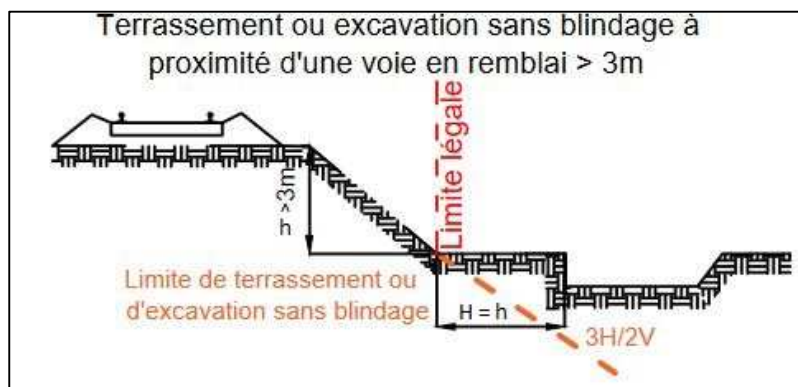 Terrassement ou excavation sans blindage à
proximité d'une voie en remblai > 3m
Limite légale
h >3m
Limite de terrassement ou
d'excavation sans blindage
H = h
3H/2V